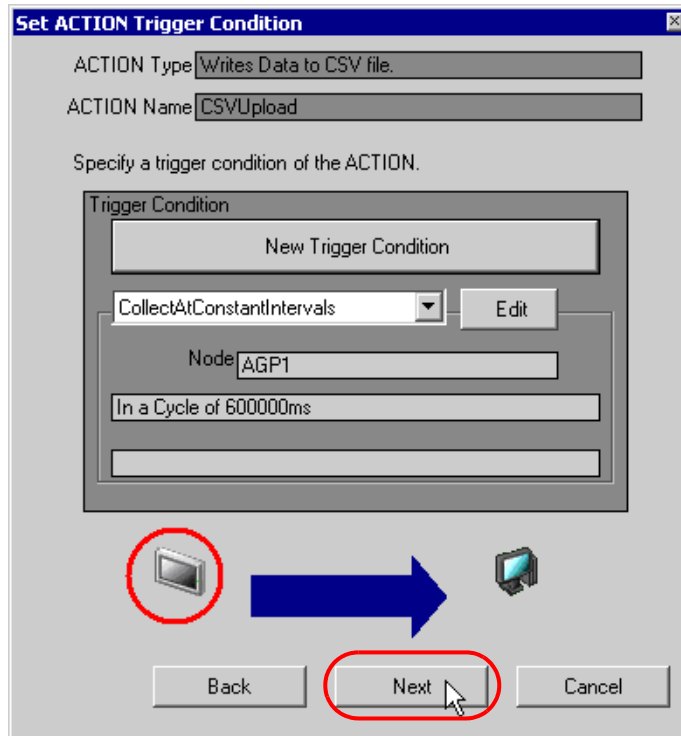 Set ACTION Trigger Condition
ACTION Type Writes Data to CSV file.
ACTION Name CSVUpload
Specify a trigger condition of the ACTION.
Trigger Condition
New Trigger Condition
CollectAtConstantIntervals Edit
Node AGP1
In a Cycle of 600000ms
Back Next Cancel